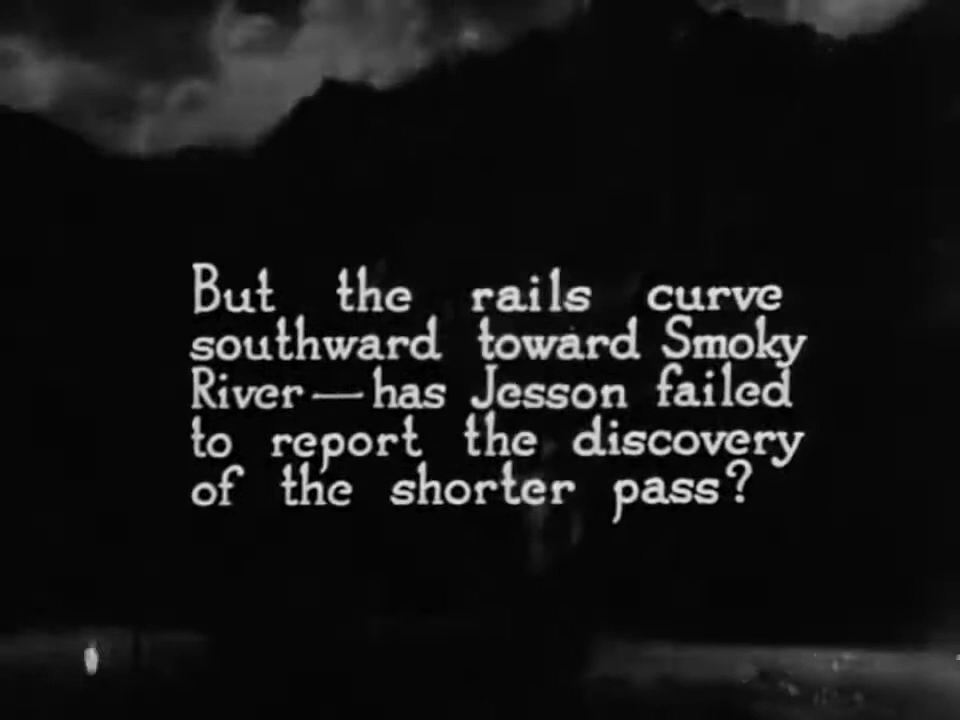 But the rails curve
southward toward Smoky
River—has Jesson failed
to report the discovery
of the shorter pass?